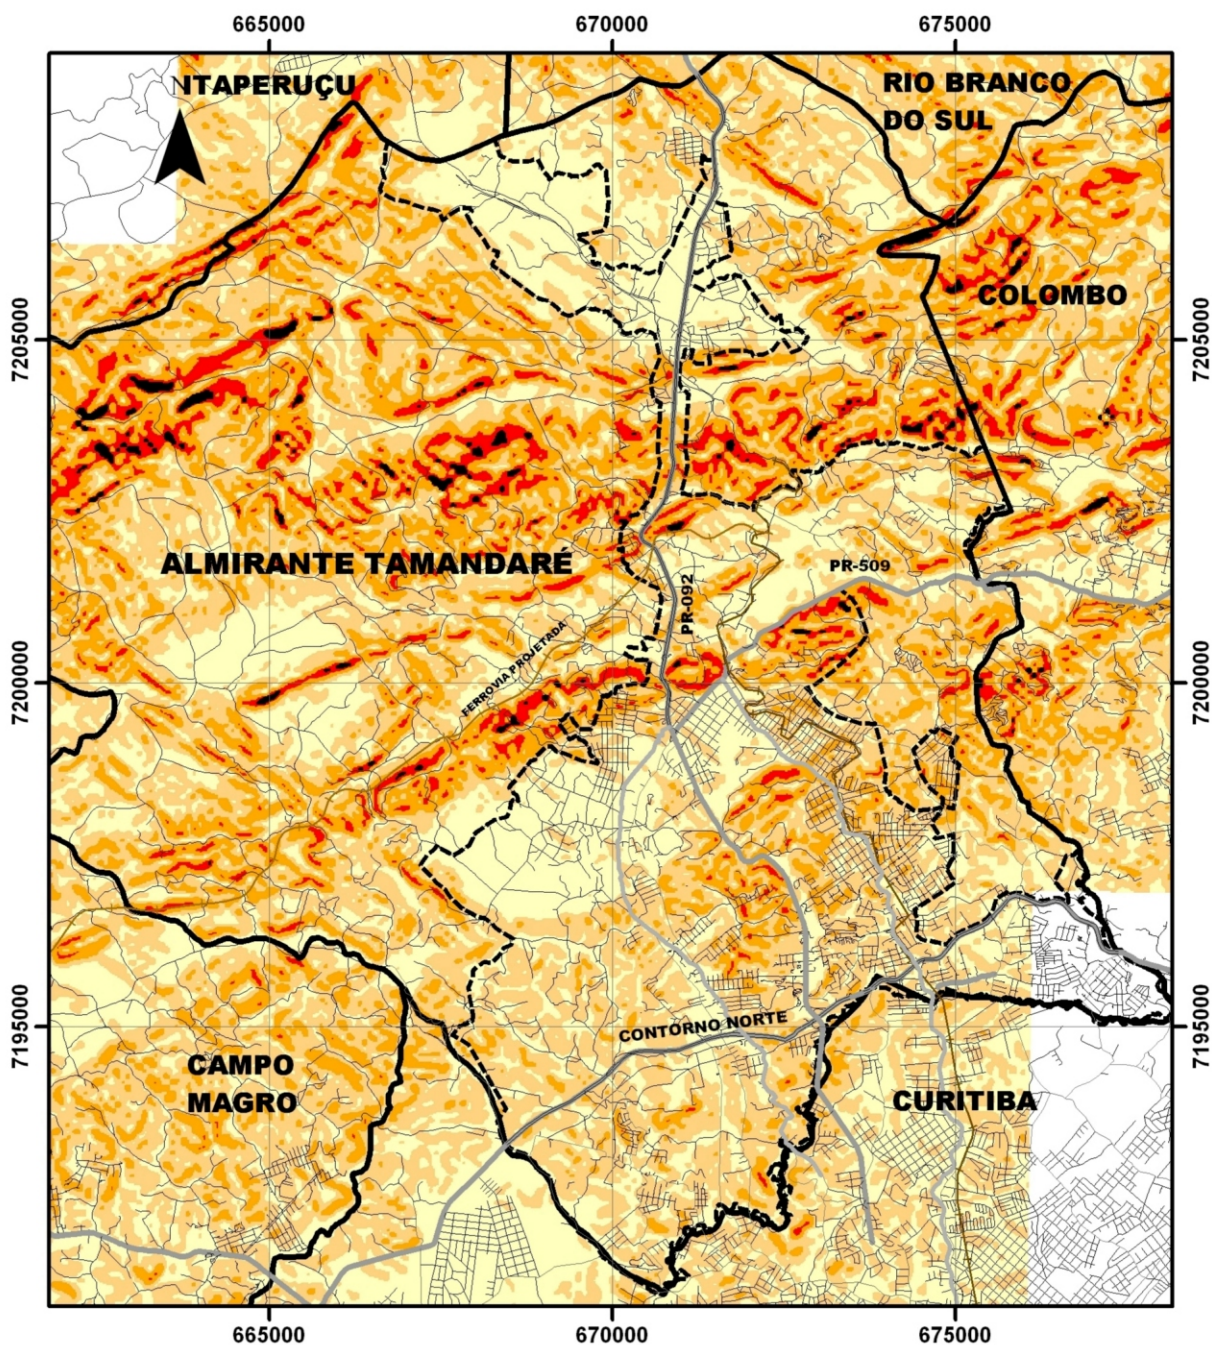 665000
670000
675000
NTAPERUÇU
RIO BRANCO
DO SUL
7205000
COLOMBO
7205000
ALMIRANTE TAMANDARÉ
PR-509
PR-092
FERROVIA PROJETADA
7200000
7200000
7195000
CONTORNO NORTE
7195000
CAMPO
MAGRO
CURITIBA
665000
670000
675000